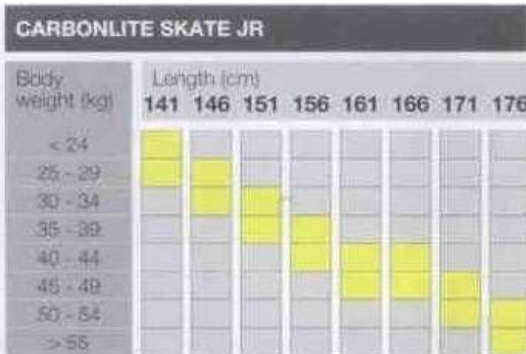 CARBONLITE SKATE JR
Body Length (cm)
weight (kg) 141 146 151 156 161 166 171 176
< 24
25 - 29
30 - 34
35 - 39
40 - 44
45 - 49
50 - 54
> 55